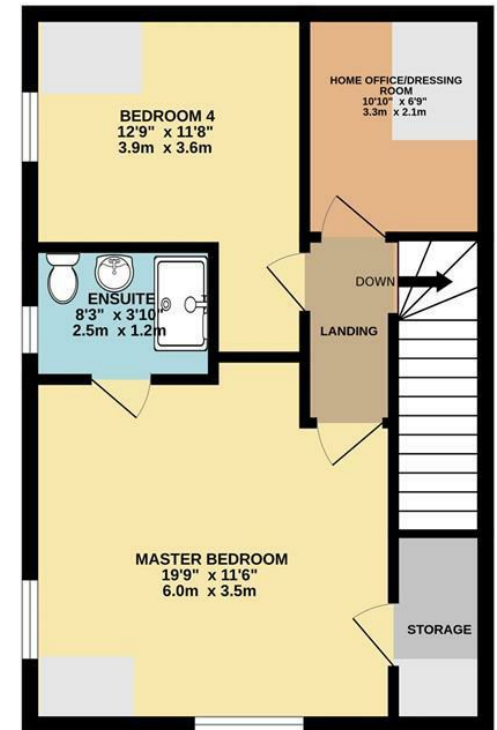 HOME OFFICE/DRESSING
ROOM
10'10" x 6'9"
3.3m x 2.1m
BEDROOM 4
12'9" x 11'8"
3.9m x 3.6m
ENSUITE
8'3" x 3'10"
2.5m x 1.2m
DOWN
LANDING
MASTER BEDROOM
19'9" x 11'6"
6.0m x 3.5m
STORAGE